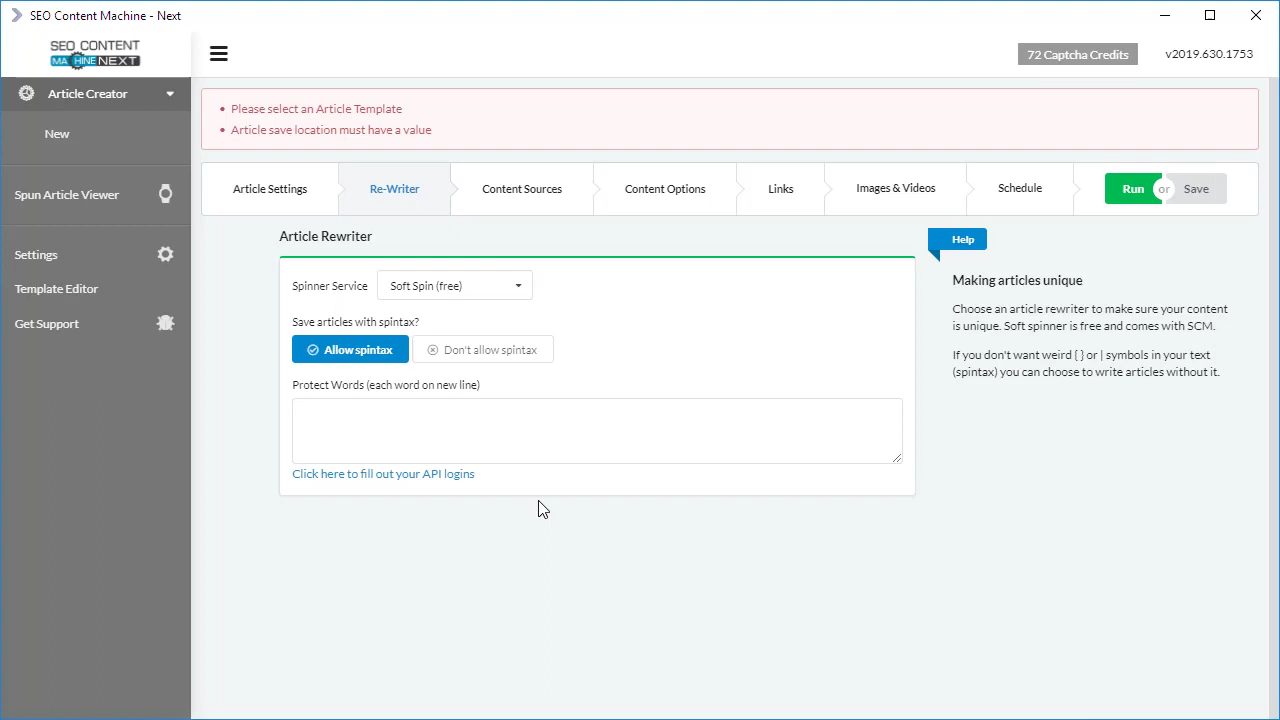 SEO Content Machine - Next
SEO CONTENT
MACHINE NEXT
72 Captcha Credits
v2019.630.1753
Article Creator
New
Spun Article Viewer
Settings
Template Editor
Get Support
Please select an Article Template
Article save location must have a value
Article Settings
Re-Writer
Content Sources
Content Options
Links
Images & Videos
Schedule
Run or Save
Article Rewriter
Spinner Service Soft Spin (free)
Save articles with spintax?
Allow spintax Don't allow spintax
Protect Words (each word on new line)
Click here to fill out your API logins
Help
Making articles unique
Choose an article rewriter to make sure your content
is unique. Soft spinner is free and comes with SCM.
If you don't want weird { } or | symbols in your text
(spintax) you can choose to write articles without it.